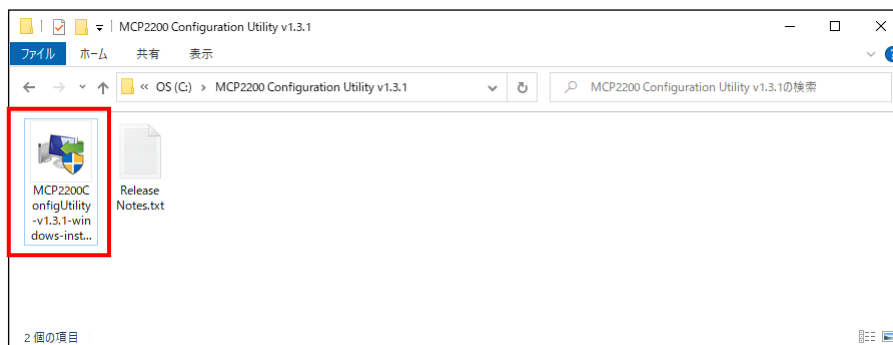 MCP2200 Configuration Utility v1.3.1
ファイル ホーム 共有 表示
« OS (C:) › MCP2200 Configuration Utility v1.3.1
MCP2200 Configuration Utility v1.3.1の検索
MCP2200C
onfigUtility
-v1.3.1-win
dows-inst...
Release
Notes.txt
2 個の項目